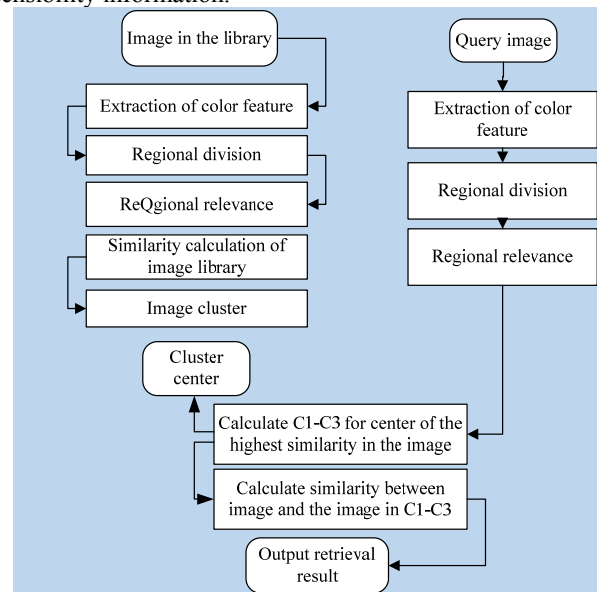 Image in the library
Extraction of color feature
Regional division
ReQgional relevance
Similarity calculation of
image library
Image cluster
Query image
Extraction of color
feature
Regional division
Regional relevance
Cluster
center
Calculate C1-C3 for center of the
highest similarity in the image
Calculate similarity between
image and the image in C1-C3
Output retrieval
result